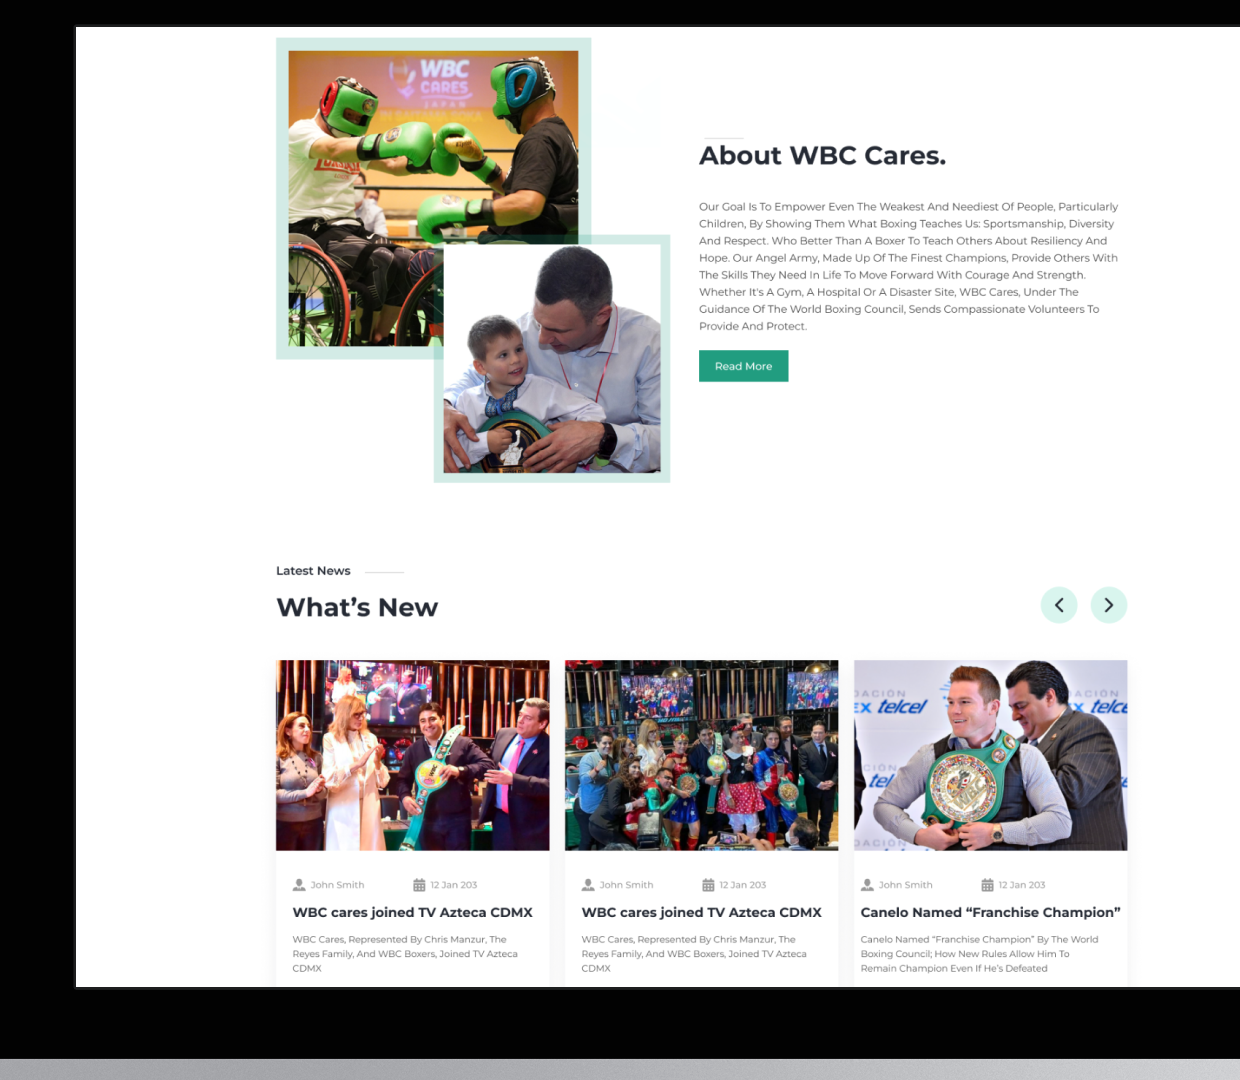 WBC
CARES
JAPAN
About WBC Cares.
Our Goal Is To Empower Even The Weakest And Neediest Of People, Particularly
Children, By Showing Them What Boxing Teaches Us: Sportsmanship, Diversity
And Respect. Who Better Than A Boxer To Teach Others About Resiliency And
Hope. Our Angel Army, Made Up Of The Finest Champions, Provide Others With
The Skills They Need In Life To Move Forward With Courage And Strength.
Whether It's A Gym, A Hospital Or A Disaster Site, WBC Cares, Under The
Guidance Of The World Boxing Council, Sends Compassionate Volunteers To
Provide And Protect.
Read More
Latest News
What's New
DACIÓN
EX telcel
ACIÓN
x telce
CIÓN
tel
DACIÓN
WBC
John Smith 12 Jan 203
WBC cares joined TV Azteca CDMX
WBC Cares, Represented By Chris Manzur, The
Reyes Family, And WBC Boxers, Joined TV Azteca
CDMX
John Smith 12 Jan 203
WBC cares joined TV Azteca CDMX
WBC Cares, Represented By Chris Manzur, The
Reyes Family, And WBC Boxers, Joined TV Azteca
CDMX
John Smith 12 Jan 203
Canelo Named “Franchise Champion”
Canelo Named “Franchise Champion” By The World
Boxing Council; How New Rules Allow Him To
Remain Champion Even If He's Defeated